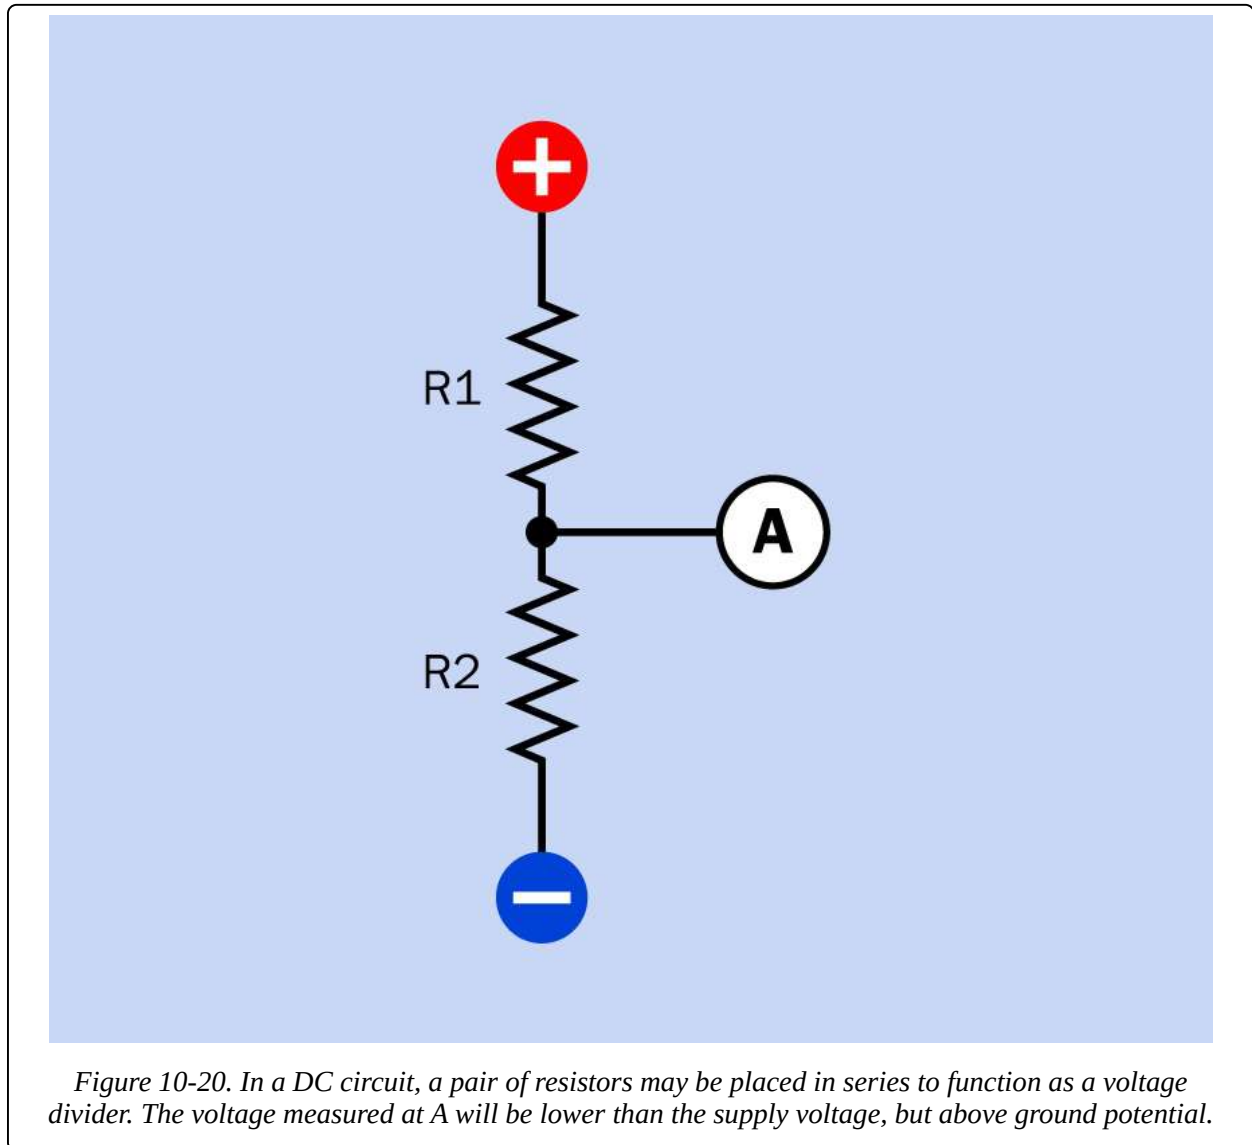 +
R1
A
R2
−
Figure 10-20. In a DC circuit, a pair of resistors may be placed in series to function as a voltage
divider. The voltage measured at A will be lower than the supply voltage, but above ground potential.